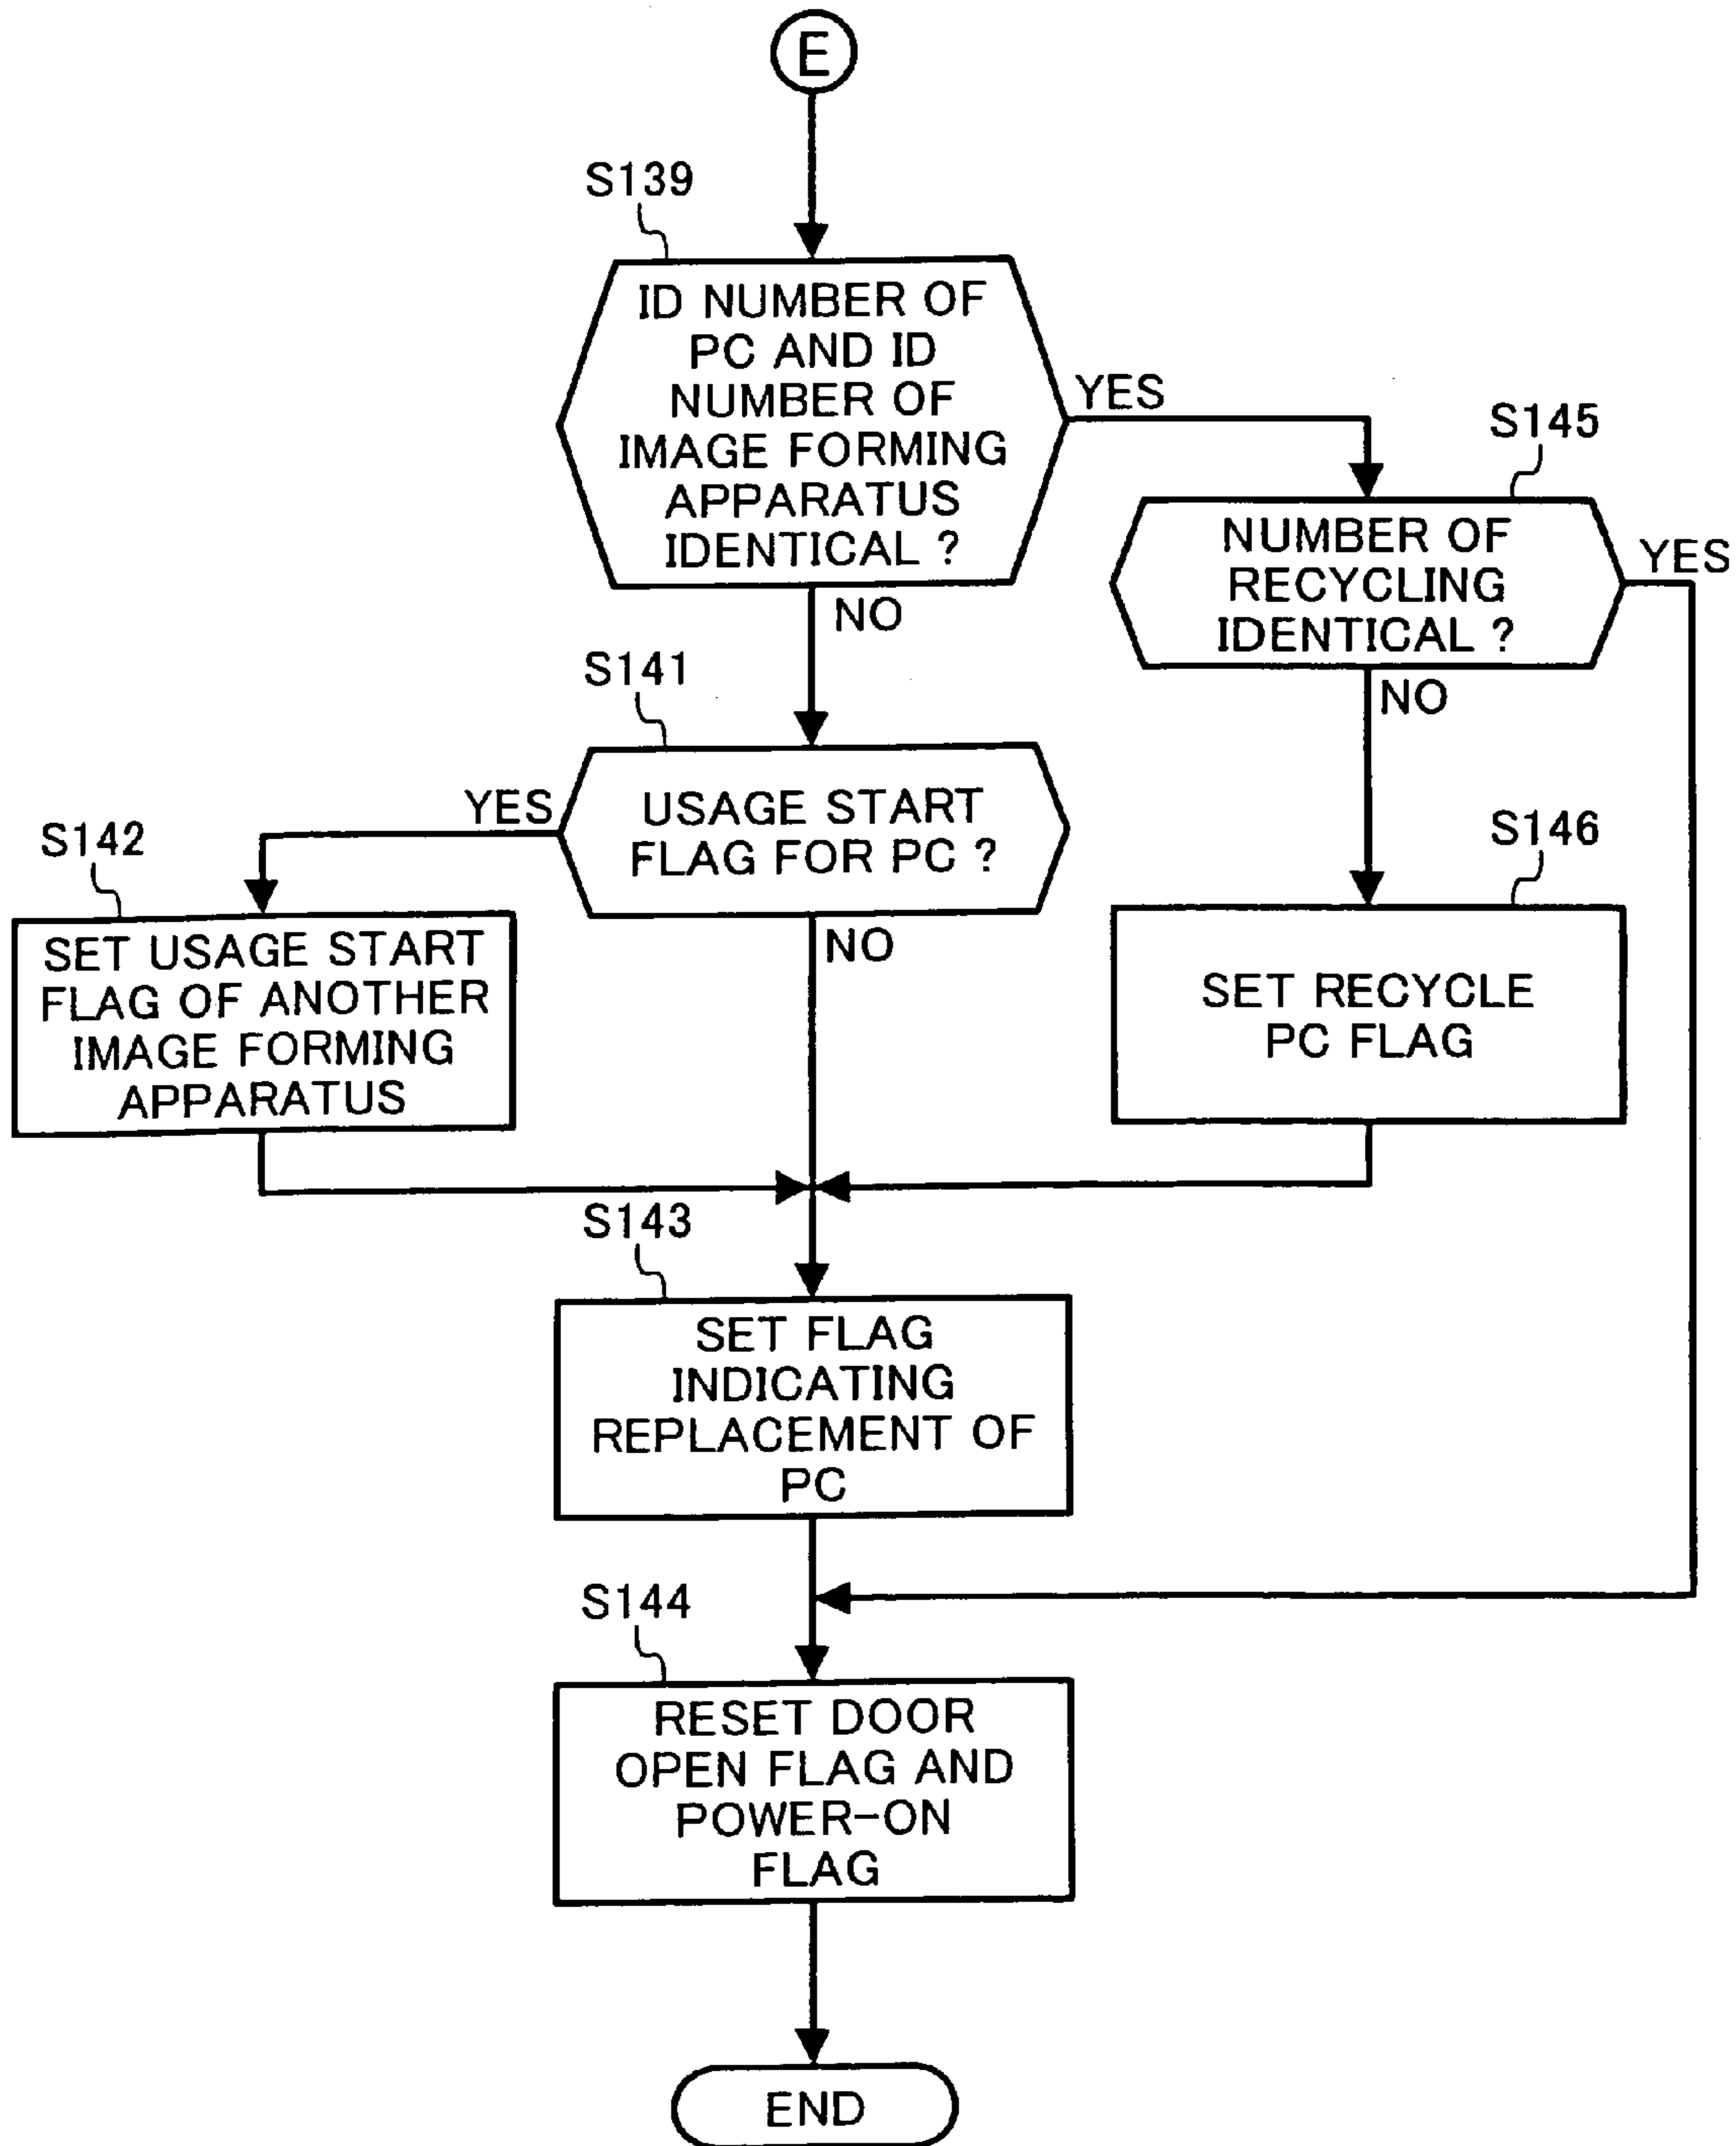 E
S139
ID NUMBER OF
PC AND ID
NUMBER OF
IMAGE FORMING
APPARATUS
IDENTICAL ?
YES
NO
S145
NUMBER OF
RECYCLING
IDENTICAL ?
YES
NO
S141
USAGE START
FLAG FOR PC ?
YES
NO
S142
SET USAGE START
FLAG OF ANOTHER
IMAGE FORMING
APPARATUS
S146
SET RECYCLE
PC FLAG
S143
SET FLAG
INDICATING
REPLACEMENT OF
PC
S144
RESET DOOR
OPEN FLAG AND
POWER-ON
FLAG
END